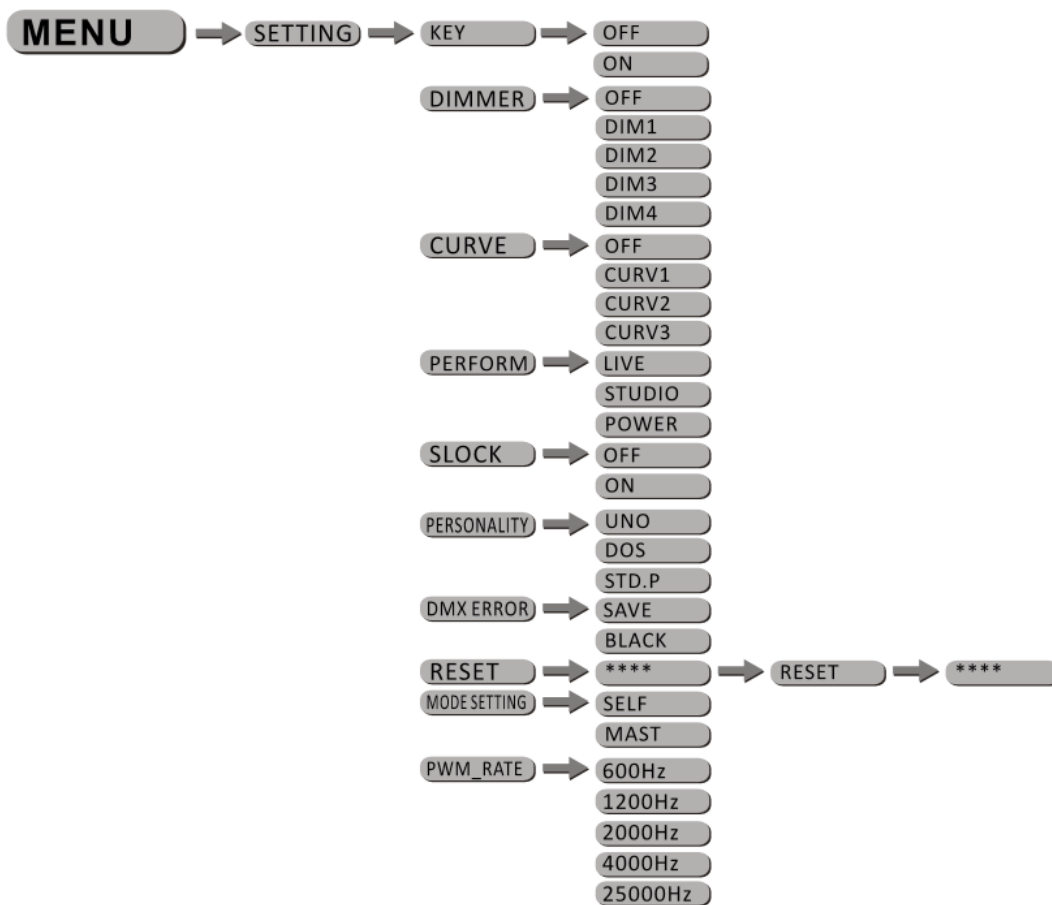 MENU SETTING KEY OFF
ON
DIMMER OFF
DIM1
DIM2
DIM3
DIM4
CURVE OFF
CURV1
CURV2
CURV3
PERFORM LIVE
STUDIO
POWER
SLOCK OFF
ON
PERSONALITY UNO
DOS
STD.P
DMX ERROR SAVE
BLACK
RESET **** RESET ****
MODE SETTING SELF
MAST
PWM_RATE 600Hz
1200Hz
2000Hz
4000Hz
25000Hz